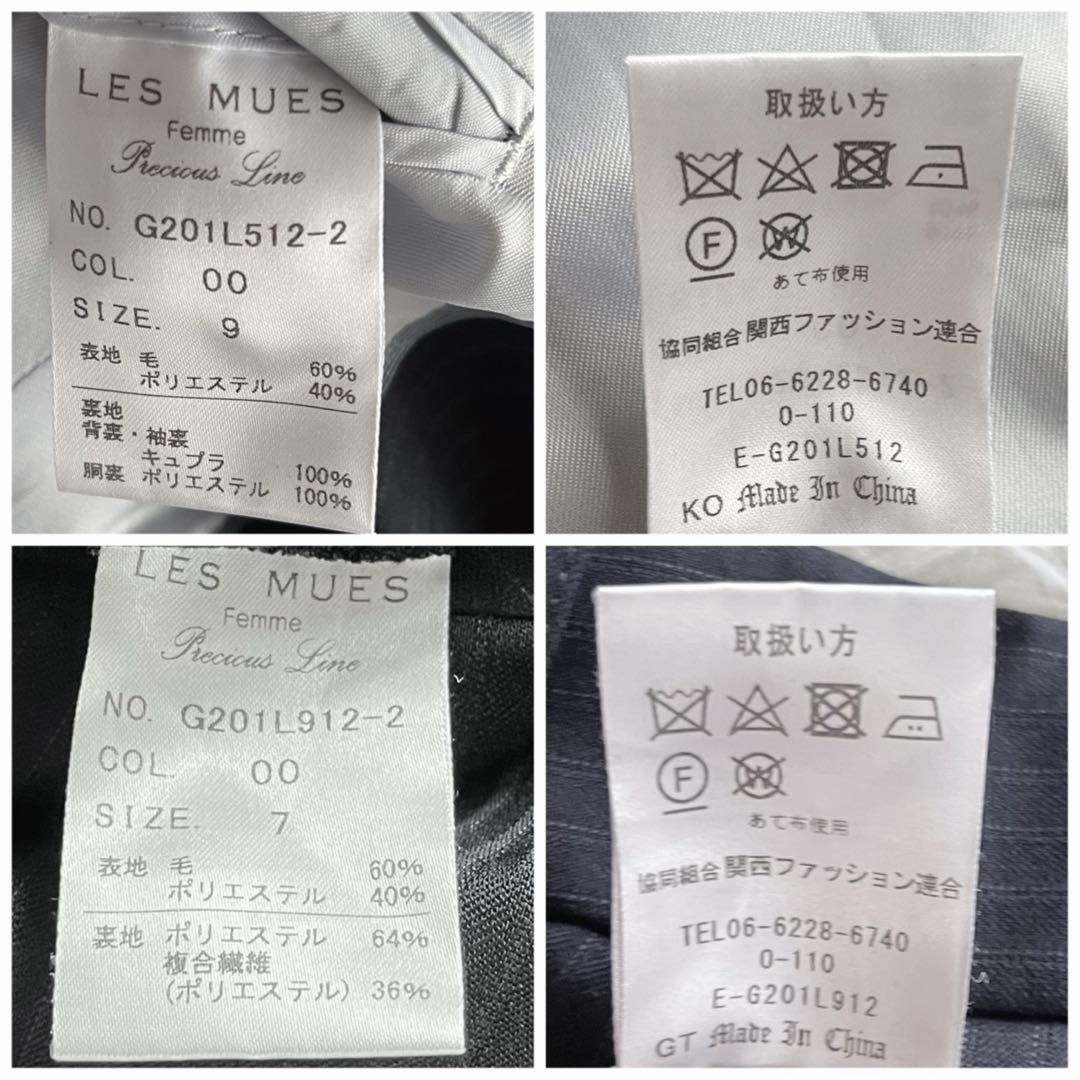 LES MUES
Femme
Precious Line
NO. G201L512-2
COL. 00
SIZE. 9
表地 毛 60%
ポリエステル 40%
裏地
背裏・袖裏
キュプラ 100%
胴裏 ポリエステル 100%
取扱い方
F W
あて布使用
協同組合関西ファッション連合
TEL06-6228-6740
0-110
E-G201L512
KO Made In China
LES MUES
Femme
Precious Line
NO. G201L912-2
COL. 00
SIZE. 7
表地 毛 60%
ポリエステル 40%
裏地 ポリエステル 64%
複合繊維
(ポリエステル) 36%
取扱い方
F W
あて布使用
協同組合関西ファッション連合
TEL06-6228-6740
0-110
E-G201L912
GT Made In China